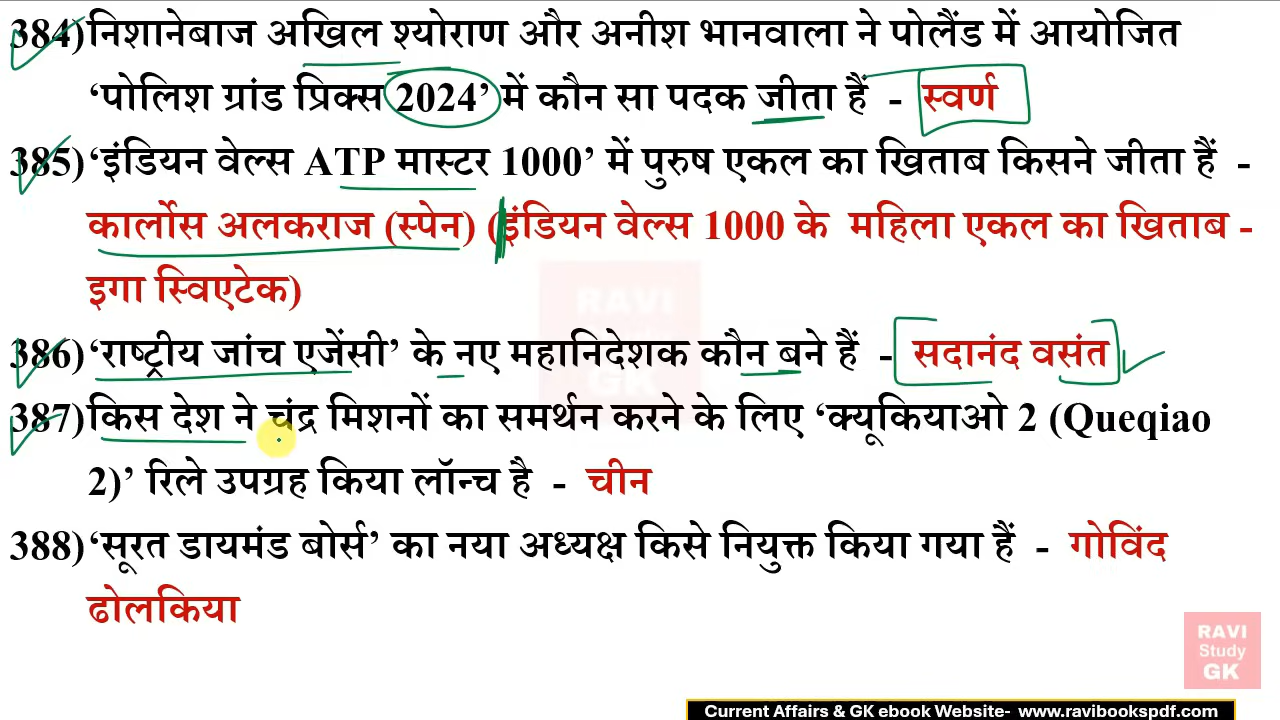 384) निशानेबाज अखिल श्योराण और अनीश भानवाला ने पोलैंड में आयोजित
‘पोलिश ग्रांड प्रिक्स 2024’ में कौन सा पदक जीता हैं - स्वर्ण
385) ‘इंडियन वेल्स ATP मास्टर 1000’ में पुरुष एकल का खिताब किसने जीता हैं -
कार्लोस अलकराज (स्पेन) (इंडियन वेल्स 1000 के महिला एकल का खिताब -
इगा स्विएटेक)
386) ‘राष्ट्रीय जांच एजेंसी’ के नए महानिदेशक कौन बने हैं - सदानंद वसंत
387) किस देश ने चंद्र मिशनों का समर्थन करने के लिए ‘क्यूकियाओ 2 (Queqiao
2)’ रिले उपग्रह किया लॉन्च है - चीन
388) ‘सूरत डायमंड बोर्स’ का नया अध्यक्ष किसे नियुक्त किया गया हैं - गोविंद
ढोलकिया
RAVI
Study
GK
RAVI
Study
GK
Current Affairs & GK ebook Website- www.ravibookspdf.com